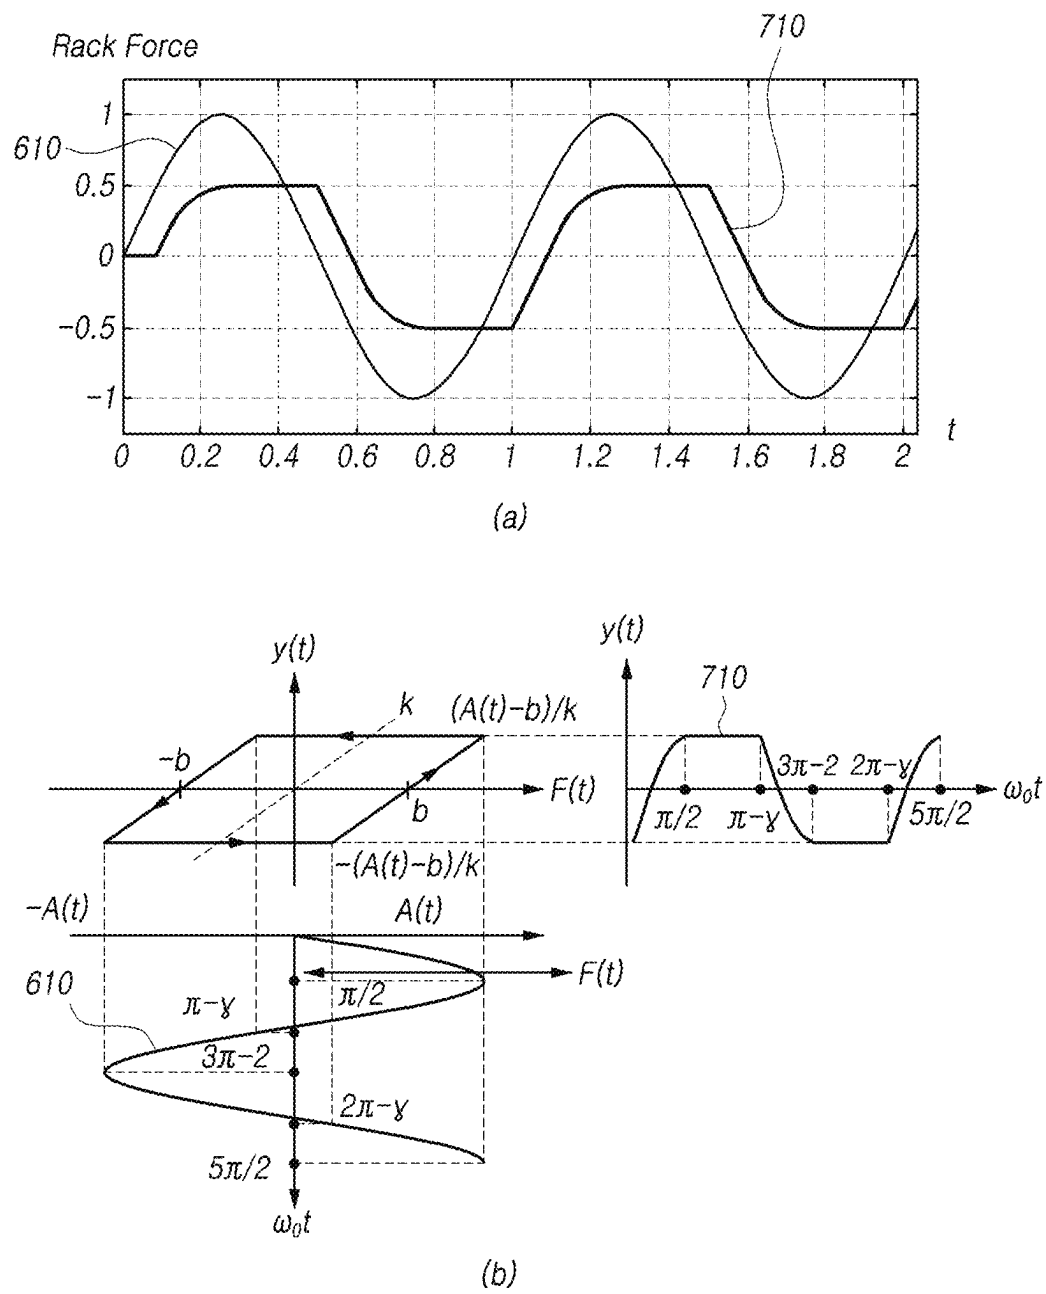 710
Rack Force
1
610
0.5
0
-0.5
-1
t
0 0.2 0.4 0.6 0.8 1 1.2 1.4 1.6 1.8 2
(a)
y(t)
y(t)
k
(A(t)-b)/k
710
-b
3π-2
2π-γ
F(t)
ω₀t
b
π/2
π-γ
5π/2
-(A(t)-b)/k
-A(t)
A(t)
F(t)
610
π-γ
π/2
3π-2
2π-γ
5π/2
ω₀t
(b)